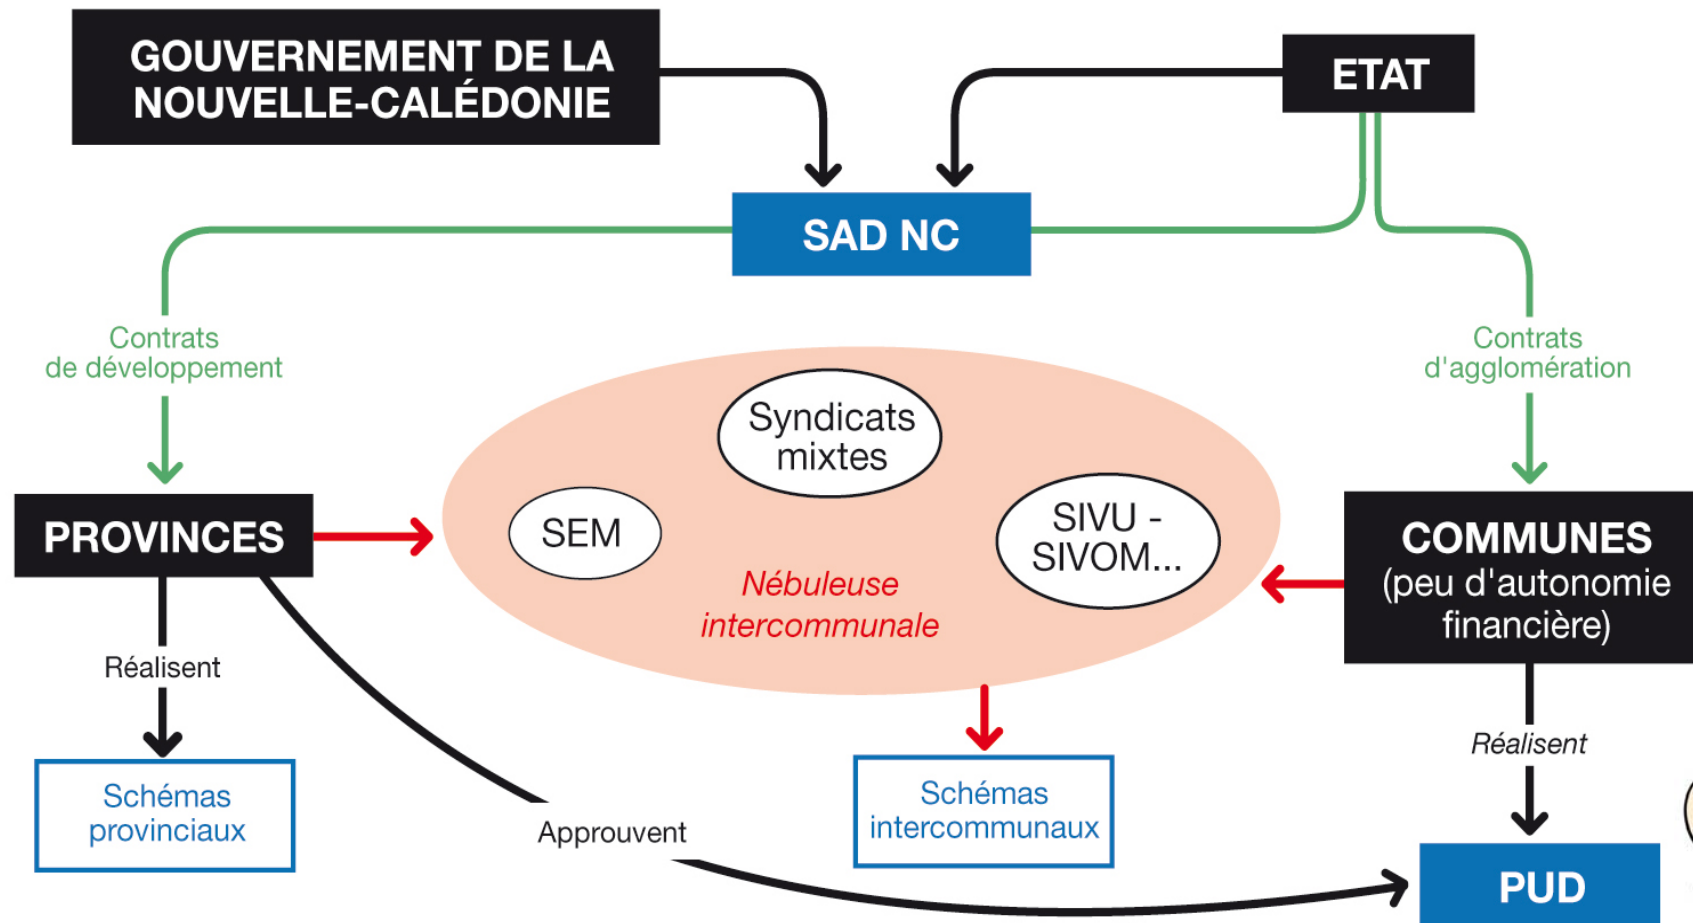 GOUVERNEMENT DE LA
NOUVELLE-CALÉDONIE
ETAT
SAD NC
Contrats
de développement
Contrats
d'agglomération
Syndicats
mixtes
SEM
SIVU -
SIVOM...
Nébuleuse
intercommunale
PROVINCES
COMMUNES
(peu d'autonomie
financière)
Réalisent
Réalisent
Schémas
provinciaux
Approuvent
Schémas
intercommunaux
PUD